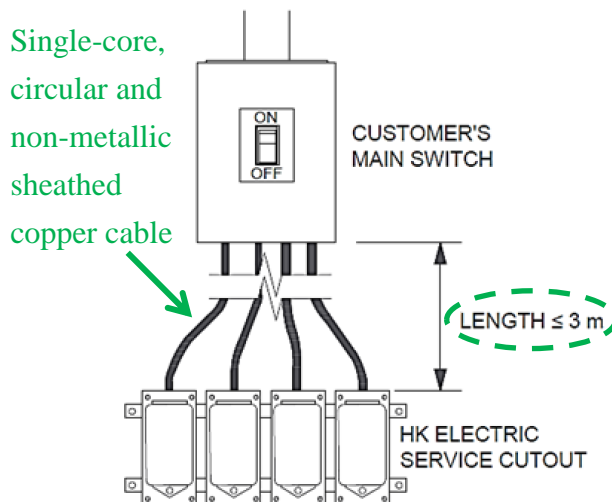 Single-core,
circular and
non-metallic
sheathed
copper cable
ON
OFF
CUSTOMER'S
MAIN SWITCH
LENGTH ≤ 3 m
HK ELECTRIC
SERVICE CUTOUT